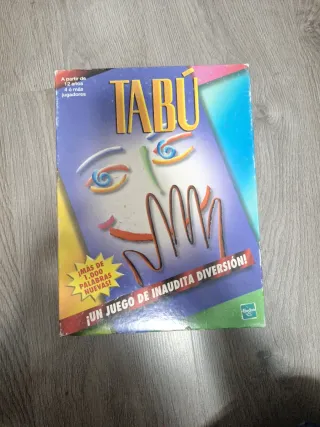 A partir de
12 años
4 ó más
jugadores
TABÚ
¡MÁS DE
1.000
PALABRAS
NUEVAS!
¡UN JUEGO DE INAUDITA DIVERSIÓN!
Hasbro